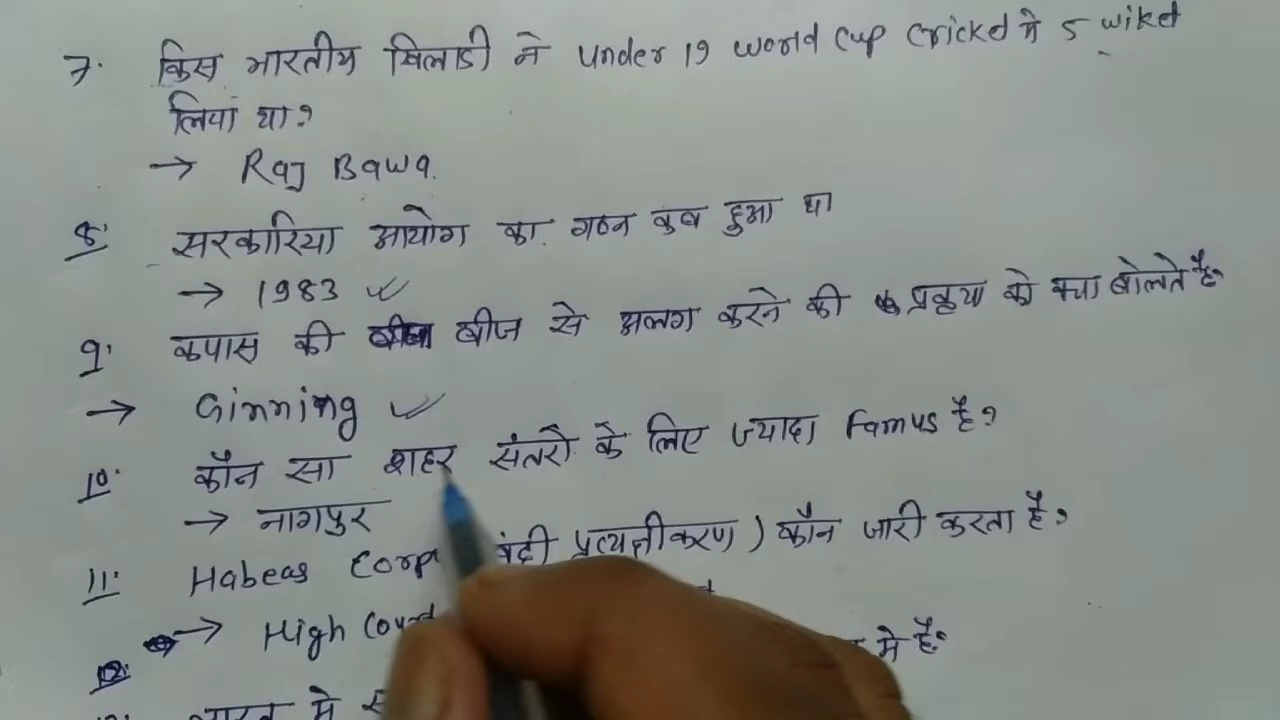 7. किस भारतीय खिलाडी ने Under 19 World Cup Cricket मे 5 wiket
लिया था?
→ Raj Bawa.
8. सरकारिया आयोग का गठन कब हुआ था
→ 1983
9. कपास की बीज से अलग करने की प्रकृया को क्या बोलते है?
→ Ginning
10. कौन सा शहर संतरो के लिए ज्यादा Famus है?
→ नागपुर
11. Habeas Corp बंदी प्रत्यक्षीकरण) कौन जारी करता है?
→ High Court
12. मे है?
भारत मे